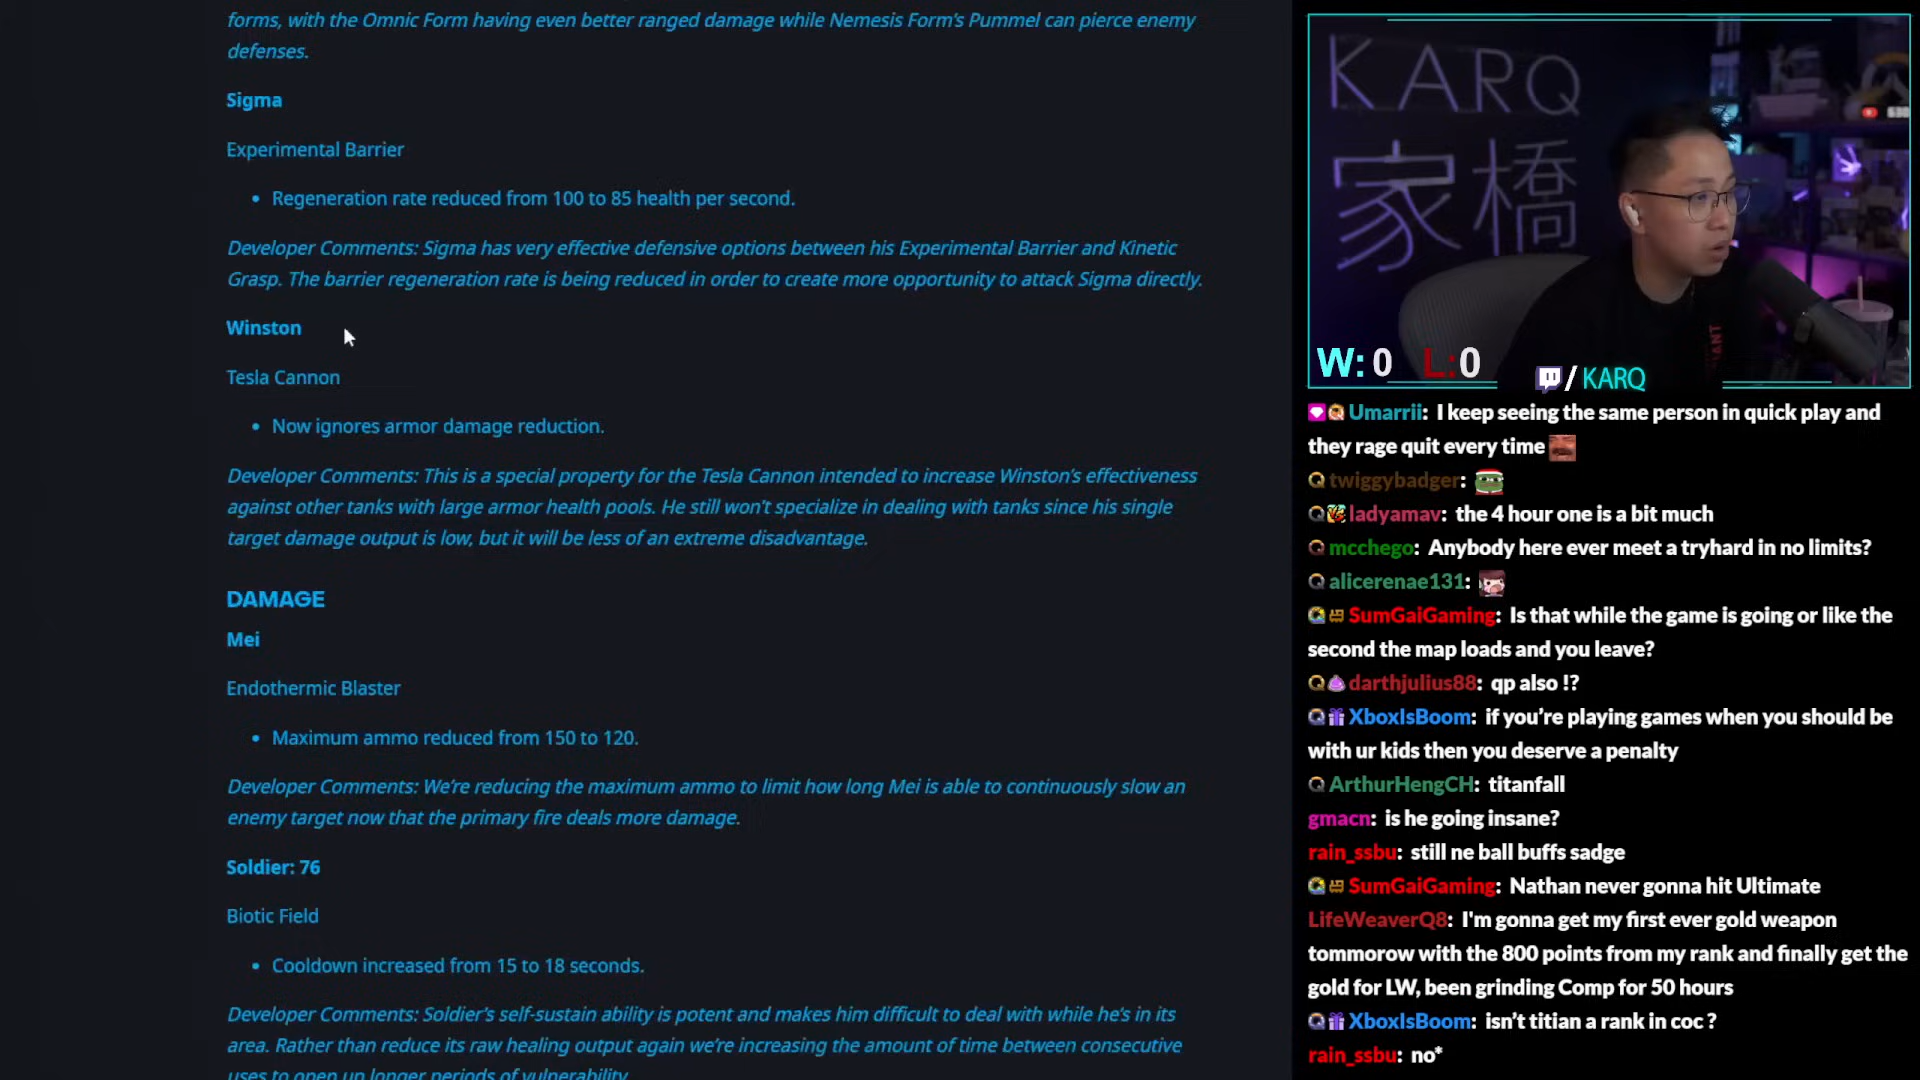 forms, with the Omnic Form having even better ranged damage while Nemesis Form's Pummel can pierce enemy
defenses.
Sigma
Experimental Barrier
• Regeneration rate reduced from 100 to 85 health per second.
Developer Comments: Sigma has very effective defensive options between his Experimental Barrier and Kinetic
Grasp. The barrier regeneration rate is being reduced in order to create more opportunity to attack Sigma directly.
Winston
Tesla Cannon
• Now ignores armor damage reduction.
Developer Comments: This is a special property for the Tesla Cannon intended to increase Winston's effectiveness
against other tanks with large armor health pools. He still won't specialize in dealing with tanks since his single
target damage output is low, but it will be less of an extreme disadvantage.
DAMAGE
Mei
Endothermic Blaster
• Maximum ammo reduced from 150 to 120.
Developer Comments: We're reducing the maximum ammo to limit how long Mei is able to continuously slow an
enemy target now that the primary fire deals more damage.
Soldier: 76
Biotic Field
• Cooldown increased from 15 to 18 seconds.
Developer Comments: Soldier's self-sustain ability is potent and makes him difficult to deal with while he's in its
area. Rather than reduce its raw healing output again we're increasing the amount of time between consecutive
uses to open up longer periods of vulnerability.
KARQ
家橋
W: 0 L: 0
/ KARQ
Umarrii: I keep seeing the same person in quick play and
they rage quit every time
twiggybadger:
ladyamav: the 4 hour one is a bit much
mcchego: Anybody here ever meet a tryhard in no limits?
alicerenae131:
SumGaiGaming: Is that while the game is going or like the
second the map loads and you leave?
darthjulius88: qp also !?
XboxIsBoom: if you're playing games when you should be
with ur kids then you deserve a penalty
ArthurHengCH: titanfall
gmacn: is he going insane?
rain_ssbu: still ne ball buffs sadge
SumGaiGaming: Nathan never gonna hit Ultimate
LifeWeaverQ8: I'm gonna get my first ever gold weapon
tommorow with the 800 points from my rank and finally get the
gold for LW, been grinding Comp for 50 hours
XboxIsBoom: isn't titian a rank in coc ?
rain_ssbu: no*